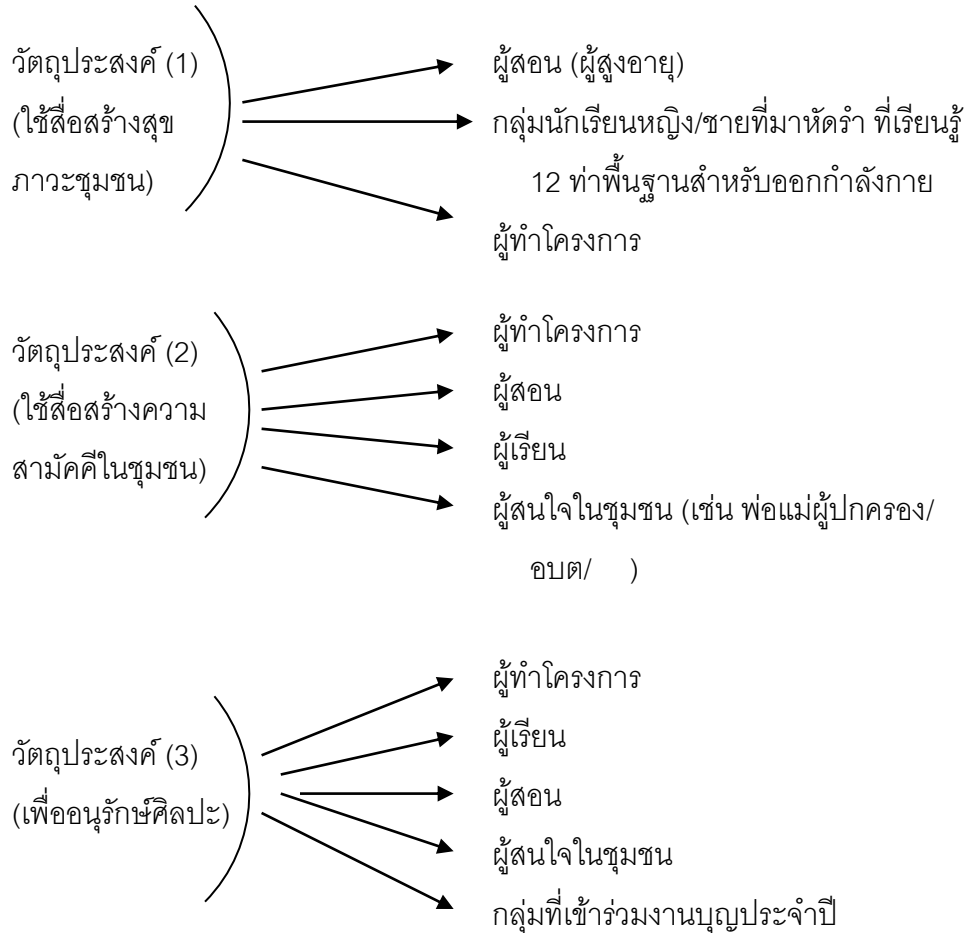 วัตถุประสงค์ (1)
(ใช้สื่อสร้างสุข
ภาวะชุมชน)
ผู้สอน (ผู้สูงอายุ)
กลุ่มนักเรียนหญิง/ชายที่มาหัดรำ ที่เรียนรู้
12 ท่าพื้นฐานสำหรับออกกำลังกาย
ผู้ทำโครงการ
วัตถุประสงค์ (2)
(ใช้สื่อสร้างความ
สามัคคีในชุมชน)
ผู้ทำโครงการ
ผู้สอน
ผู้เรียน
ผู้สนใจในชุมชน (เช่น พ่อแม่ผู้ปกครอง/
อบต/ )
วัตถุประสงค์ (3)
(เพื่ออนุรักษ์ศิลปะ)
ผู้ทำโครงการ
ผู้เรียน
ผู้สอน
ผู้สนใจในชุมชน
กลุ่มที่เข้าร่วมงานบุญประจำปี